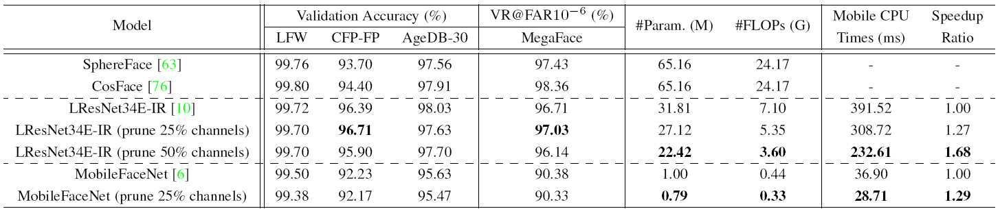 Model Validation Accuracy (%) VR@FAR10−6 (%) #Param. (M) #FLOPs (G) Mobile CPU Times (ms) Speedup Ratio
LFW CFP-FP AgeDB-30 MegaFace
SphereFace [63] 99.76 93.70 97.56 97.43 65.16 24.17 - -
CosFace [76] 99.80 94.40 97.91 98.36 65.16 24.17 - -
LResNet34E-IR [10] 99.72 96.39 98.03 96.71 31.81 7.10 391.52 1.00
LResNet34E-IR (prune 25% channels) 99.70 96.71 97.63 97.03 27.12 5.35 308.72 1.27
LResNet34E-IR (prune 50% channels) 99.70 95.90 97.70 96.14 22.42 3.60 232.61 1.68
MobileFaceNet [6] 99.50 92.23 95.63 90.38 1.00 0.44 36.90 1.00
MobileFaceNet (prune 25% channels) 99.38 92.17 95.47 90.33 0.79 0.33 28.71 1.29